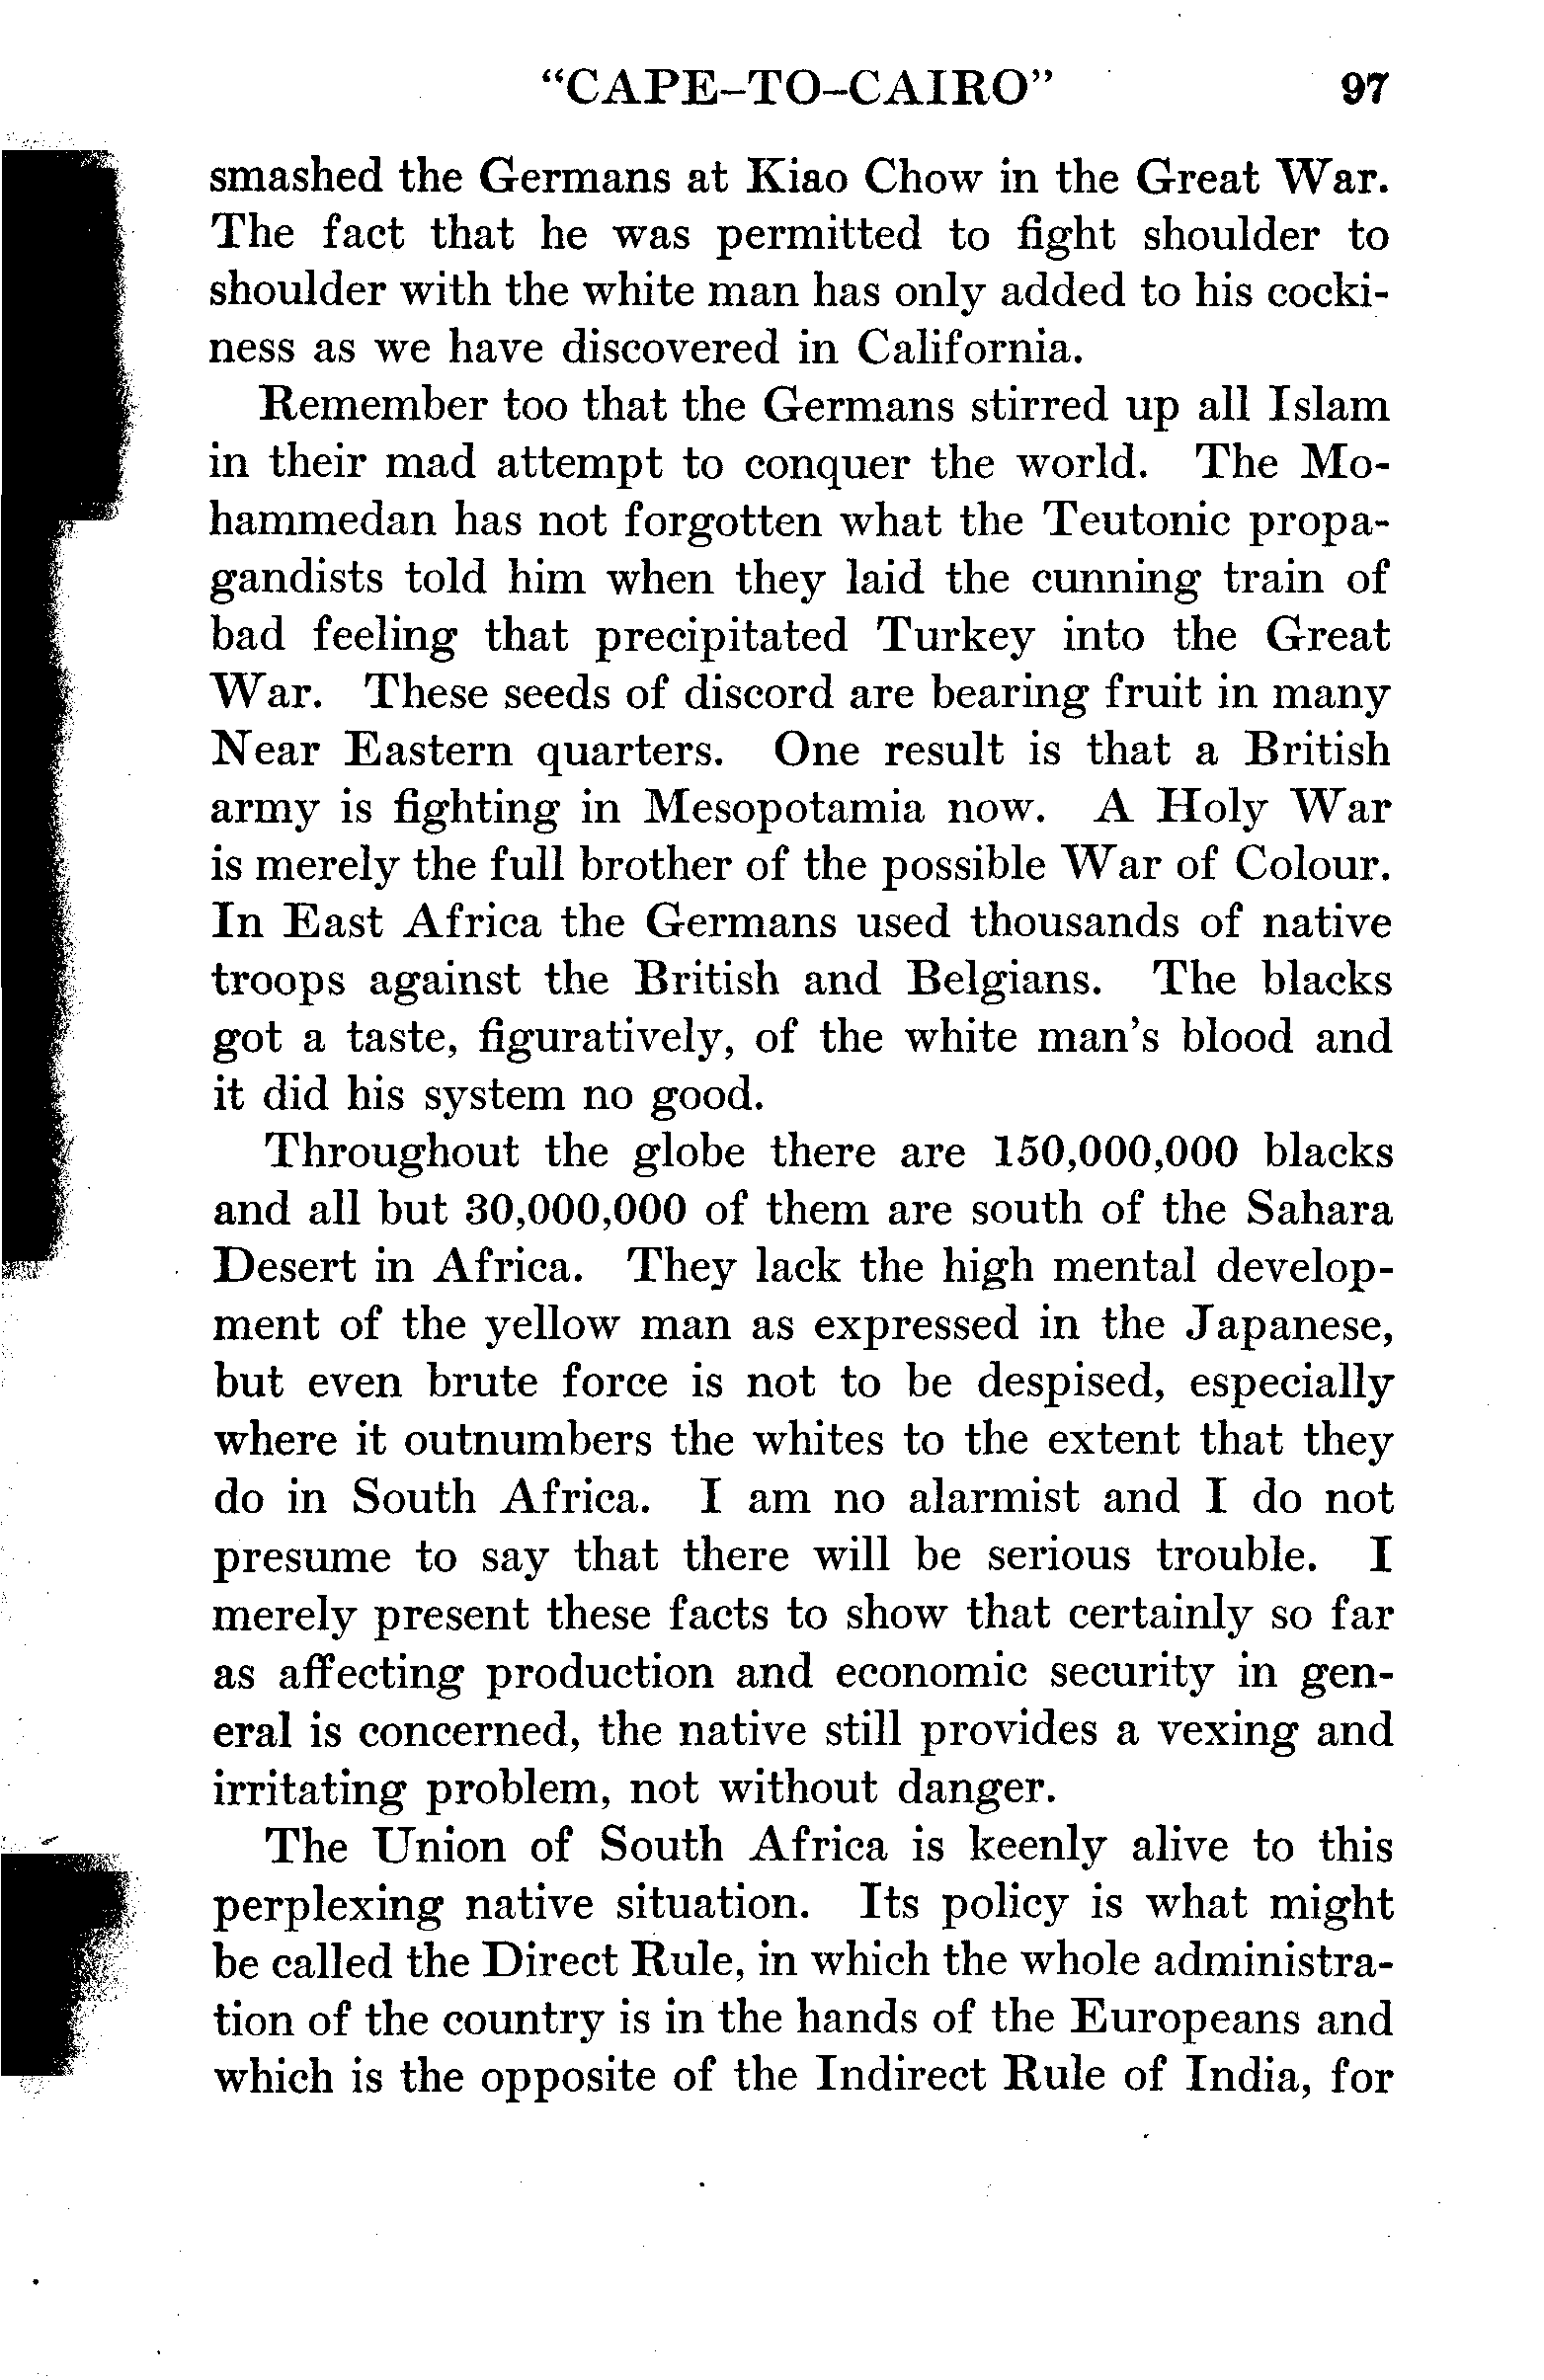 "CAPE-TO-CAIRO" 97
smashed the Germans at Kiao Chow in the Great War.
The fact that he was permitted to fight shoulder to
shoulder with the white man has only added to his cocki-
ness as we have discovered in California.
Remember too that the Germans stirred up all Islam
in their mad attempt to conquer the world. The Mo-
hammedan has not forgotten what the Teutonic propa-
gandists told him when they laid the cunning train of
bad feeling that precipitated Turkey into the Great
War. These seeds of discord are bearing fruit in many
Near Eastern quarters. One result is that a British
army is fighting in Mesopotamia now. A Holy War
is merely the full brother of the possible War of Colour.
In East Africa the Germans used thousands of native
troops against the British and Belgians. The blacks
got a taste, figuratively, of the white man's blood and
it did his system no good.
Throughout the globe there are 150,000,000 blacks
and all but 30,000,000 of them are south of the Sahara
Desert in Africa. They lack the high mental develop-
ment of the yellow man as expressed in the Japanese,
but even brute force is not to be despised, especially
where it outnumbers the whites to the extent that they
do in South Africa. I am no alarmist and I do not
presume to say that there will be serious trouble. I
merely present these facts to show that certainly so far
as affecting production and economic security in gen-
eral is concerned, the native still provides a vexing and
irritating problem, not without danger.
The Union of South Africa is keenly alive to this
perplexing native situation. Its policy is what might
be called the Direct Rule, in which the whole administra-
tion of the country is in the hands of the Europeans and
which is the opposite of the Indirect Rule of India, for